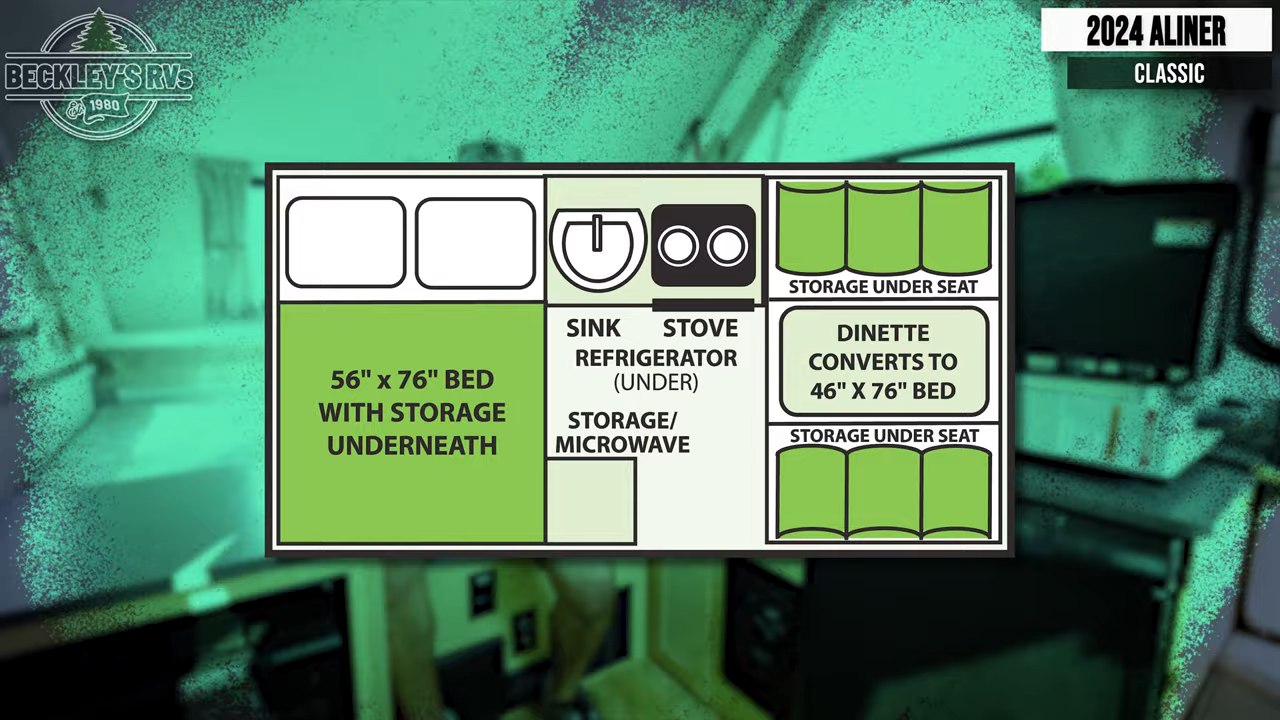 BECKLEY'S RVs
1980
2024 ALINER
CLASSIC
56" x 76" BED
WITH STORAGE
UNDERNEATH
SINK STOVE
REFRIGERATOR
(UNDER)
STORAGE/
MICROWAVE
STORAGE UNDER SEAT
DINETTE
CONVERTS TO
46" X 76" BED
STORAGE UNDER SEAT